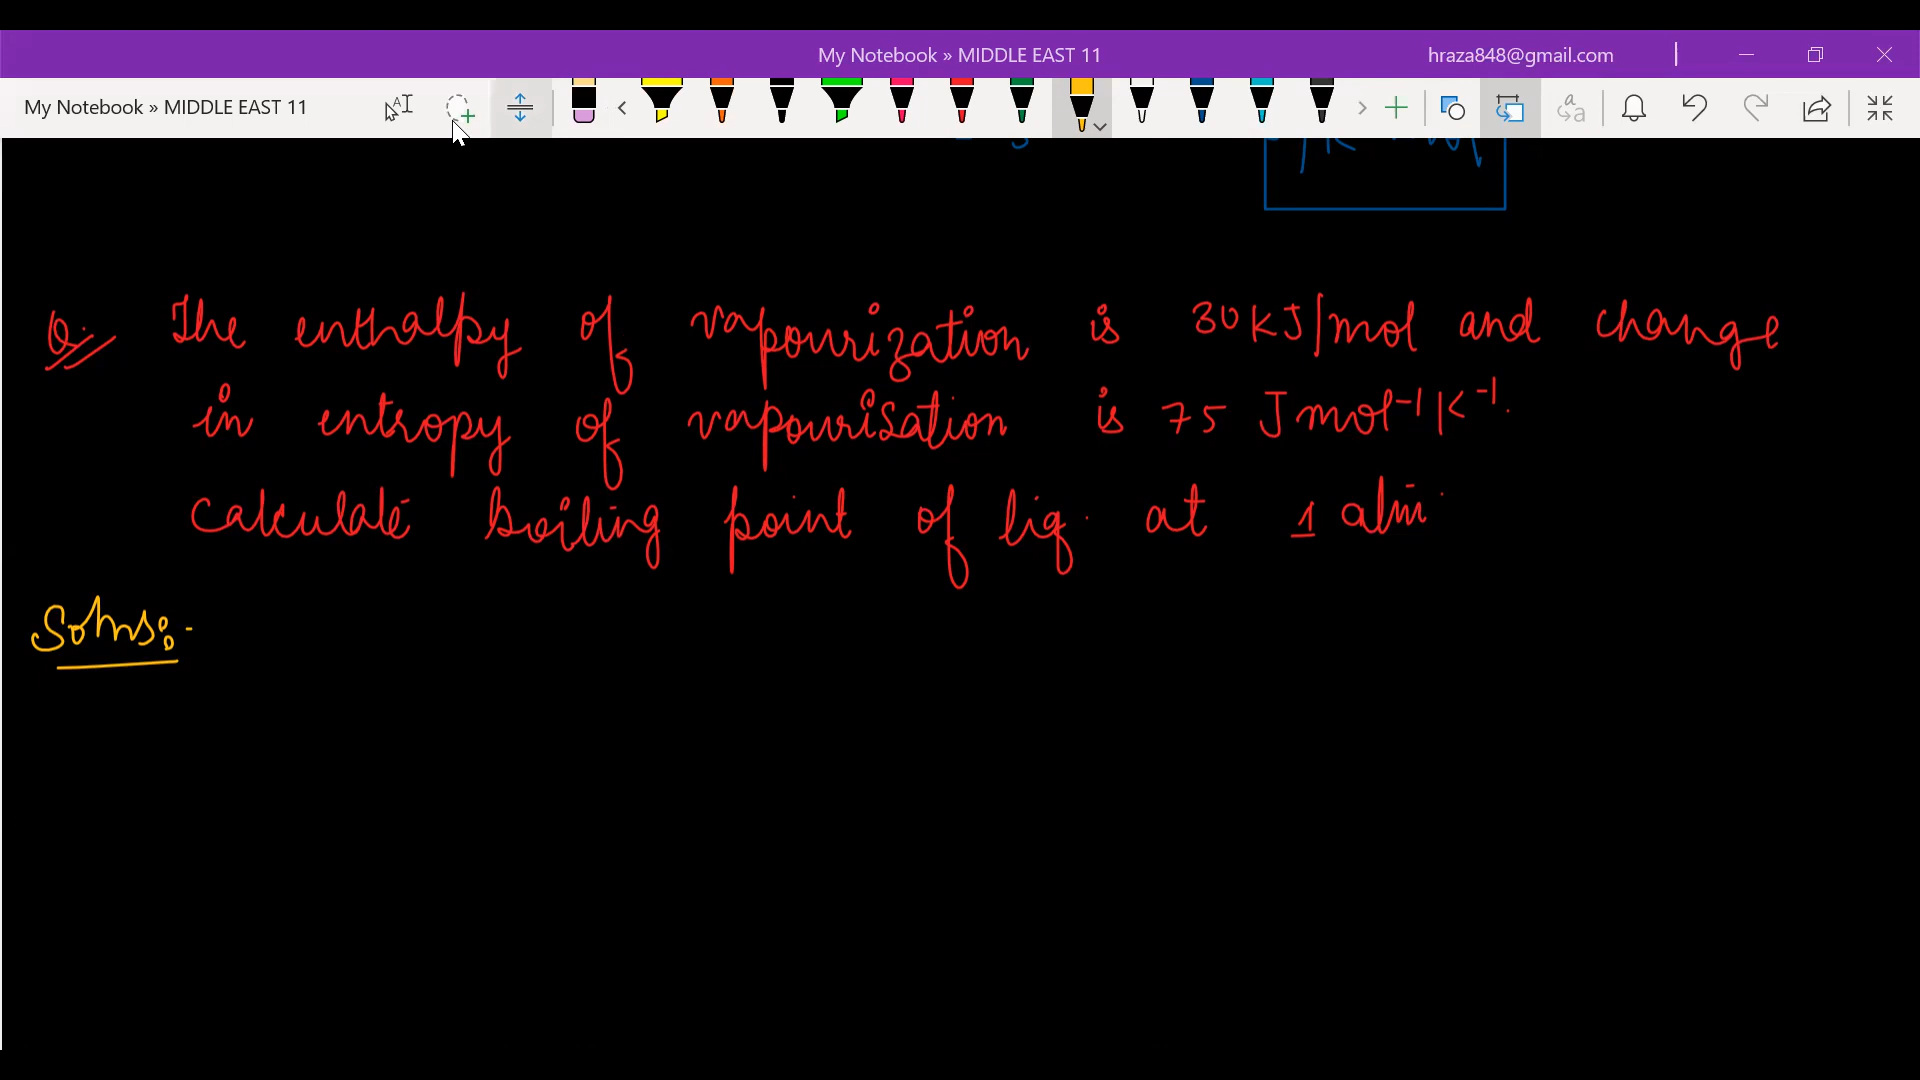 My Notebook » MIDDLE EAST 11
hraza848@gmail.com
My Notebook » MIDDLE EAST 11
Q. The enthalpy of vapourization is 30 KJ/mol and change
in entropy of vapourisation is 75 J mol⁻¹ K⁻¹.
Calculate boiling point of liq. at 1 atm.
Solns:-